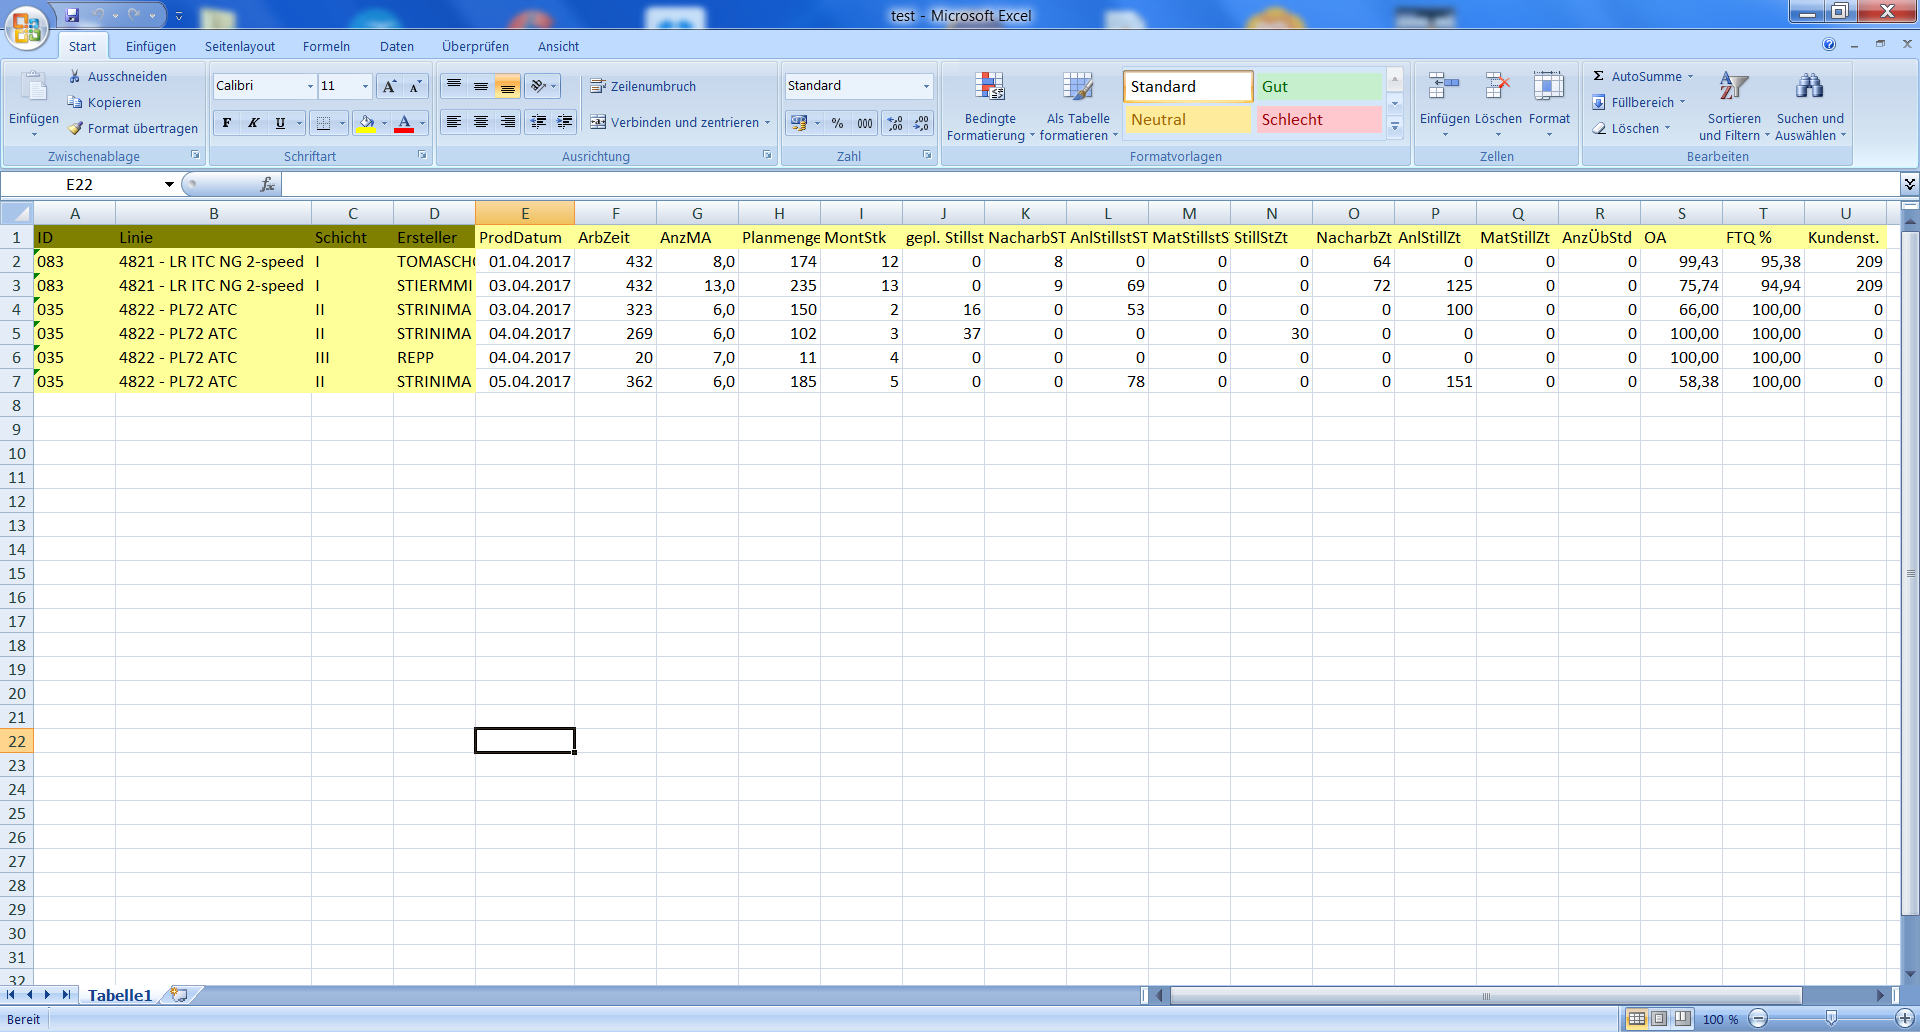 test - Microsoft Excel
Start Einfügen Seitenlayout Formeln Daten Überprüfen Ansicht
Einfügen
Ausschneiden
Kopieren
Format übertragen
Zwischenablage
Calibri 11
F K U
Schriftart
Zeilenumbruch
Verbinden und zentrieren
Ausrichtung
Standard
% 000
Zahl
Bedingte Formatierung
Als Tabelle formatieren
Standard Gut
Neutral Schlecht
Formatvorlagen
Einfügen Löschen Format
Zellen
Σ AutoSumme
Füllbereich
Löschen
Sortieren und Filtern
Suchen und Auswählen
Bearbeiten
E22 fx
A B C D E F G H I J K L M N O P Q R S T U
1 ID Linie Schicht Ersteller ProdDatum ArbZeit AnzMA Planmenge MontStk gepl. Stillst NacharbST AnlStillstST MatStillstS StillStZt NacharbZt AnlStillZt MatStillZt AnzÜbStd OA FTQ % Kundenst.
2 083 4821 - LR ITC NG 2-speed I TOMASCHO 01.04.2017 432 8,0 174 12 0 8 0 0 0 64 0 0 0 99,43 95,38 209
3 083 4821 - LR ITC NG 2-speed I STIERMMI 03.04.2017 432 13,0 235 13 0 9 69 0 0 72 125 0 0 75,74 94,94 209
4 035 4822 - PL72 ATC II STRINIMA 03.04.2017 323 6,0 150 2 16 0 53 0 0 0 100 0 0 66,00 100,00 0
5 035 4822 - PL72 ATC II STRINIMA 04.04.2017 269 6,0 102 3 37 0 0 0 30 0 0 0 0 100,00 100,00 0
6 035 4822 - PL72 ATC III REPP 04.04.2017 20 7,0 11 4 0 0 0 0 0 0 0 0 0 100,00 100,00 0
7 035 4822 - PL72 ATC II STRINIMA 05.04.2017 362 6,0 185 5 0 0 78 0 0 0 151 0 0 58,38 100,00 0
8
9
10
11
12
13
14
15
16
17
18
19
20
21
22
23
24
25
26
27
28
29
30
31
32
Tabelle1
Bereit 100 %